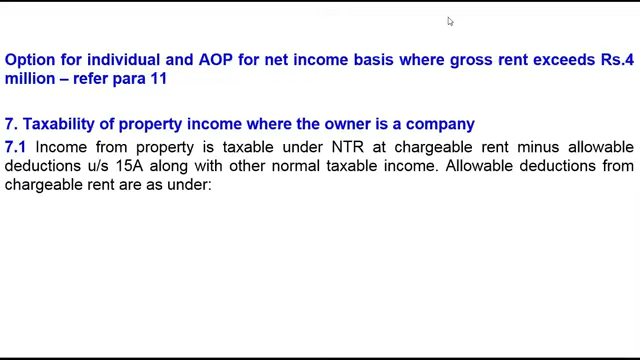 Option for individual and AOP for net income basis where gross rent exceeds Rs.4
million – refer para 11
7. Taxability of property income where the owner is a company
7.1 Income from property is taxable under NTR at chargeable rent minus allowable
deductions u/s 15A along with other normal taxable income. Allowable deductions from
chargeable rent are as under: